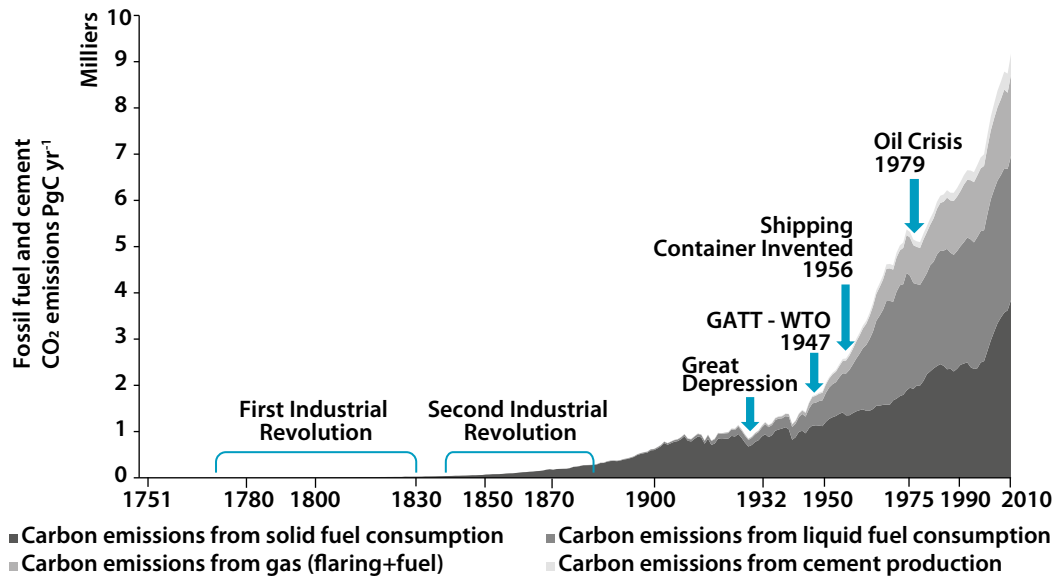 Fossil fuel and cement
CO₂ emissions PgC yr⁻¹
Milliers
10
9
8
7
6
5
4
3
2
1
0
First Industrial
Revolution
Second Industrial
Revolution
Great
Depression
GATT - WTO
1947
Shipping
Container Invented
1956
Oil Crisis
1979
1751 1780 1800 1830 1850 1870 1900 1932 1950 1975 1990 2010
Carbon emissions from solid fuel consumption
Carbon emissions from liquid fuel consumption
Carbon emissions from gas (flaring+fuel)
Carbon emissions from cement production